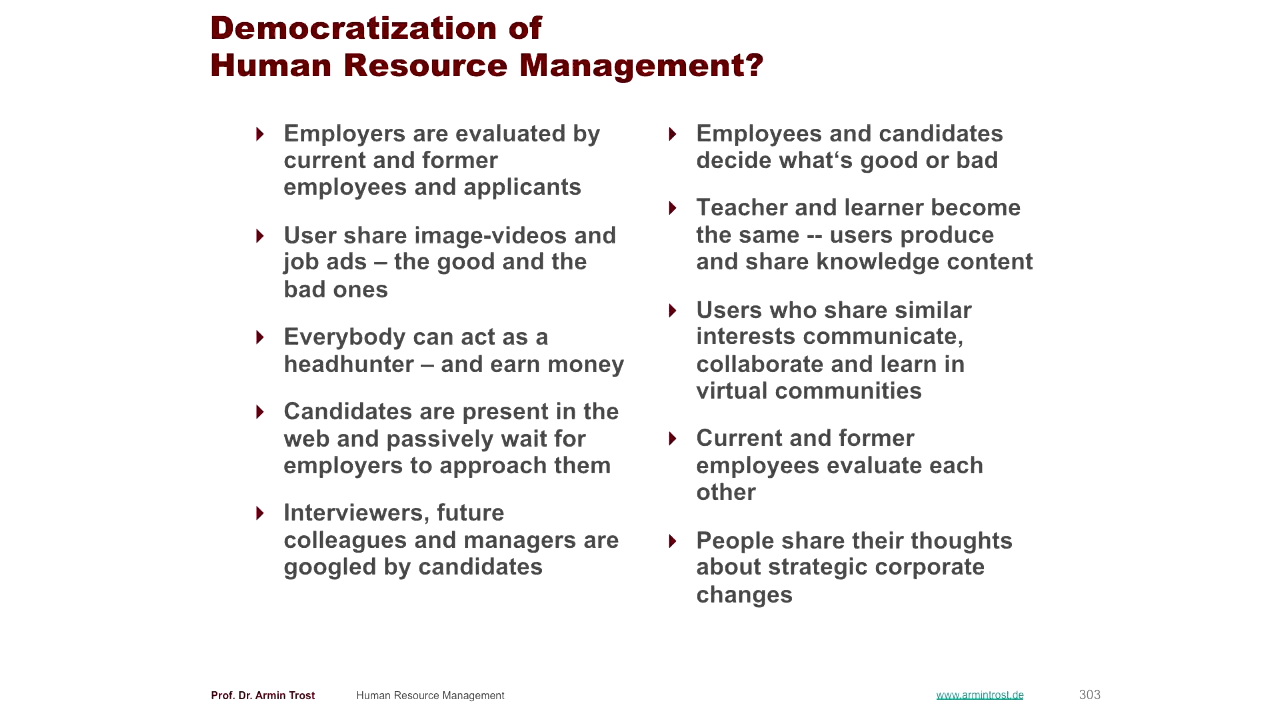 Democratization of
Human Resource Management?
Employers are evaluated by
current and former
employees and applicants
User share image-videos and
job ads – the good and the
bad ones
Everybody can act as a
headhunter – and earn money
Candidates are present in the
web and passively wait for
employers to approach them
Interviewers, future
colleagues and managers are
googled by candidates
Employees and candidates
decide what‘s good or bad
Teacher and learner become
the same -- users produce
and share knowledge content
Users who share similar
interests communicate,
collaborate and learn in
virtual communities
Current and former
employees evaluate each
other
People share their thoughts
about strategic corporate
changes
Prof. Dr. Armin Trost Human Resource Management www.armintrost.de 303